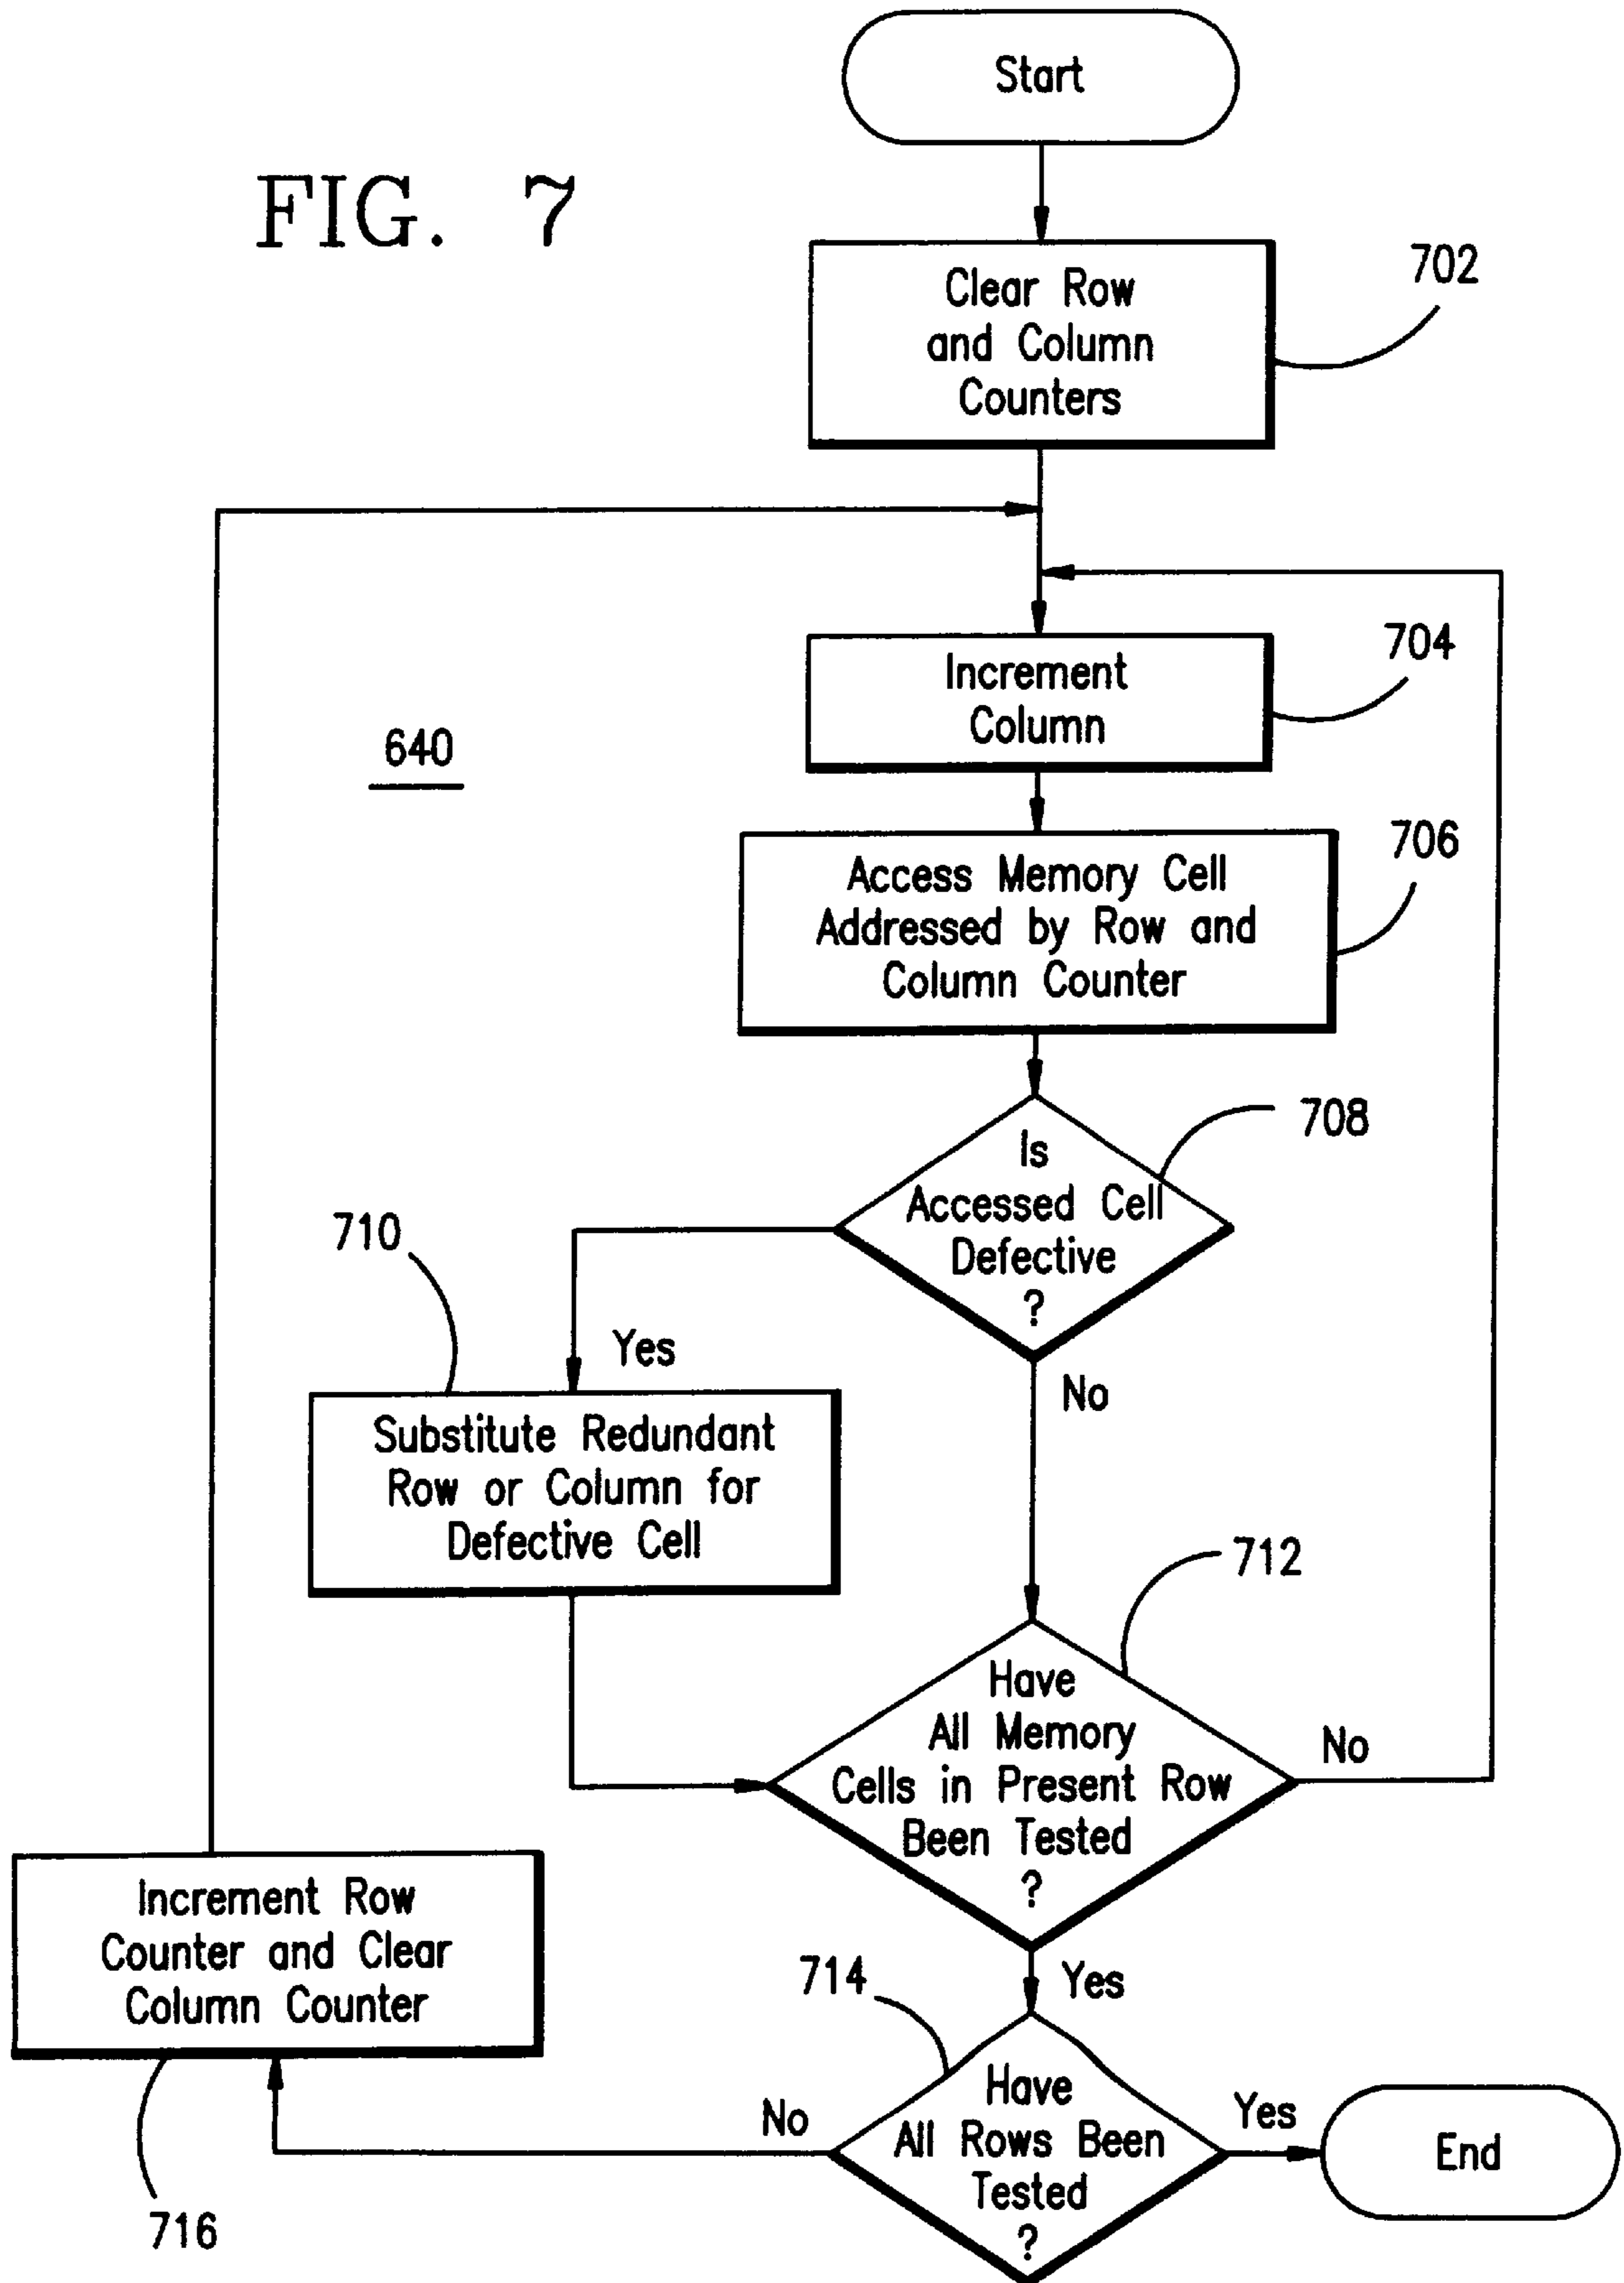 Start
FIG. 7
702
Clear Row
and Column
Counters
704
Increment
Column
640
706
Access Memory Cell
Addressed by Row and
Column Counter
708
Is
Accessed Cell
Defective
?
710
Yes
No
Substitute Redundant
Row or Column for
Defective Cell
712
Have
All Memory
Cells in Present Row
Been Tested
?
No
Increment Row
Counter and Clear
Column Counter
714
Yes
Have
All Rows Been
Tested
?
No
Yes
End
716